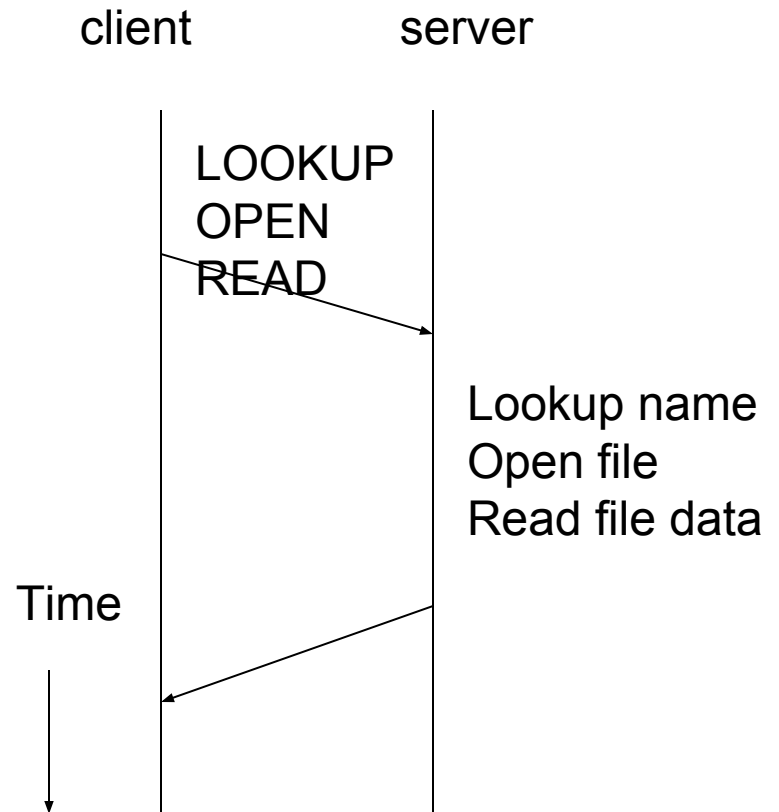 client server
LOOKUP
OPEN
READ
Lookup name
Open file
Read file data
Time